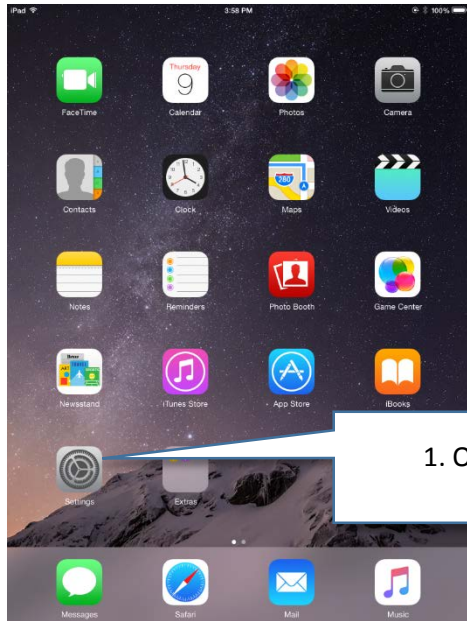 iPad 3:58 PM 100%
Thursday
9
FaceTime Calendar Photos Camera
280
Contacts Clock Maps Videos
Notes Reminders Photo Booth Game Center
Newsstand iTunes Store App Store iBooks
1. O
Settings Extras
Messages Safari Mail Music